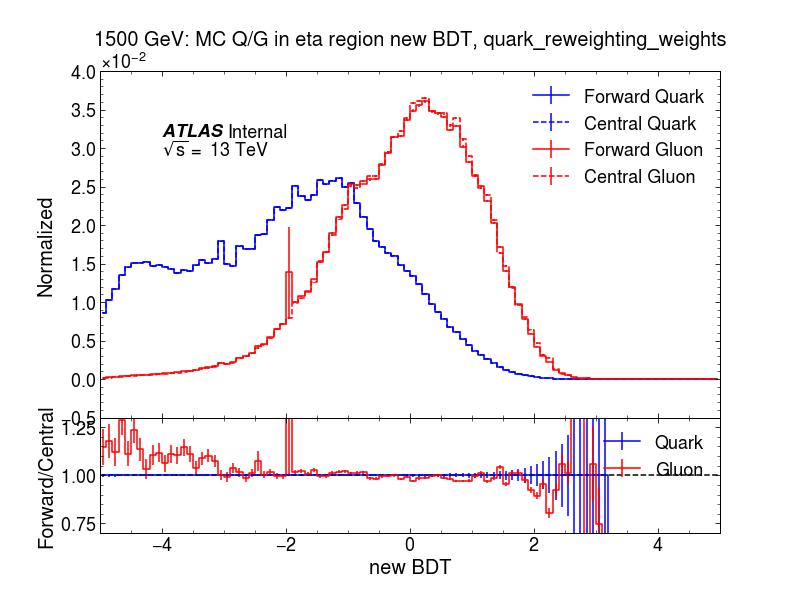 1500 GeV: MC Q/G in eta region new BDT, quark_reweighting_weights
×10⁻²
4.0
3.5
3.0
2.5
2.0
1.5
1.0
0.5
0.0
−0.5
Normalized
ATLAS Internal
√s = 13 TeV
Forward Quark
Central Quark
Forward Gluon
Central Gluon
1.25
1.00
0.75
Forward/Central
Quark
Gluon
−4
−2
0
2
4
new BDT